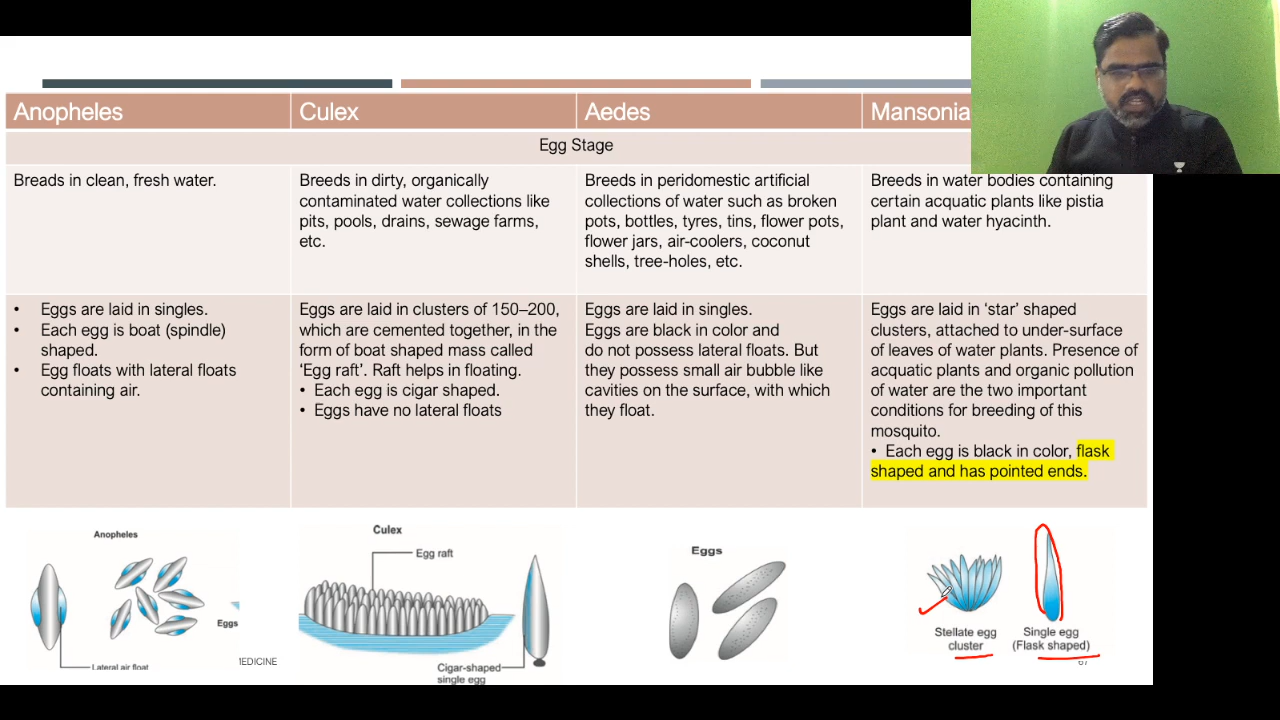 Anopheles
Culex
Aedes
Mansonia
Egg Stage
Breads in clean, fresh water.
Breeds in dirty, organically
contaminated water collections like
pits, pools, drains, sewage farms,
etc.
Breeds in peridomestic artificial
collections of water such as broken
pots, bottles, tyres, tins, flower pots,
flower jars, air-coolers, coconut
shells, tree-holes, etc.
Breeds in water bodies containing
certain acquatic plants like pistia
plant and water hyacinth.
• Eggs are laid in singles.
• Each egg is boat (spindle)
shaped.
• Egg floats with lateral floats
containing air.
Eggs are laid in clusters of 150–200,
which are cemented together, in the
form of boat shaped mass called
‘Egg raft’. Raft helps in floating.
• Each egg is cigar shaped.
• Eggs have no lateral floats
Eggs are laid in singles.
Eggs are black in color and
do not possess lateral floats. But
they possess small air bubble like
cavities on the surface, with which
they float.
Eggs are laid in ‘star’ shaped
clusters, attached to under-surface
of leaves of water plants. Presence of
acquatic plants and organic pollution
of water are the two important
conditions for breeding of this
mosquito.
• Each egg is black in color, flask
shaped and has pointed ends.
Anopheles
Eggs
Lateral air float
Culex
Egg raft
Cigar-shaped
single egg
Eggs
Stellate egg
cluster
Single egg
(Flask shaped)